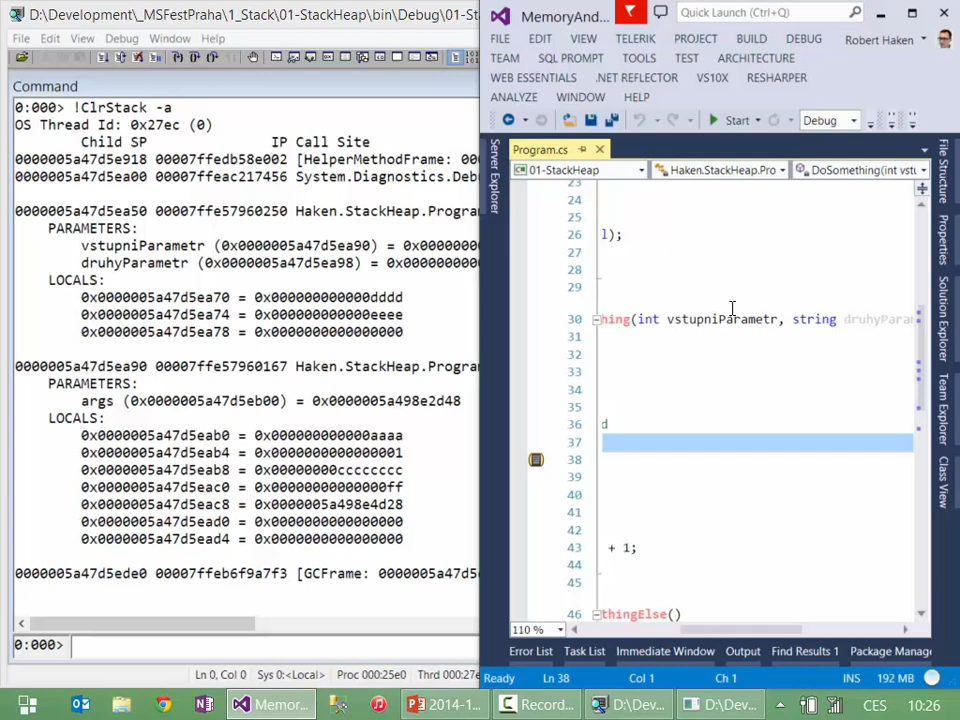 D:\Development\_MSFestPraha\1_Stack\01-StackHeap\bin\Debug\01-St
File Edit View Debug Window Help
Command
0:000> !ClrStack -a
OS Thread Id: 0x27ec (0)
Child SP IP Call Site
0000005a47d5e918 00007ffedb58e002 [HelperMethodFrame: 00
0000005a47d5ea00 00007ffeac217456 System.Diagnostics.Deb
0000005a47d5ea50 00007ffe57960250 Haken.StackHeap.Progra
PARAMETERS:
vstupniParametr (0x0000005a47d5ea90) = 0x0000000
druhyParametr (0x0000005a47d5ea98) = 0x000000000
LOCALS:
0x0000005a47d5ea70 = 0x000000000000dddd
0x0000005a47d5ea74 = 0x000000000000eeee
0x0000005a47d5ea78 = 0x0000000000000000
0000005a47d5ea90 00007ffe57960167 Haken.StackHeap.Progra
PARAMETERS:
args (0x0000005a47d5eb00) = 0x0000005a498e2d48
LOCALS:
0x0000005a47d5eab0 = 0x000000000000aaaa
0x0000005a47d5eab4 = 0x0000000000000001
0x0000005a47d5eab8 = 0x00000000cccccccc
0x0000005a47d5eac0 = 0x00000000000000ff
0x0000005a47d5eac8 = 0x0000005a498e4d28
0x0000005a47d5ead0 = 0x0000000000000000
0x0000005a47d5ead4 = 0x0000000000000000
0000005a47d5ede0 00007ffeb6f9a7f3 [GCFrame: 0000005a47d5
0:000>
Ln 0, Col 0 Sys 0:<Local> Proc 000:25e0 Thrd 000:27e
MemoryAnd...
Quick Launch (Ctrl+Q)
FILE EDIT VIEW TELERIK PROJECT BUILD DEBUG
Robert Haken
TEAM SQL PROMPT TOOLS TEST ARCHITECTURE
WEB ESSENTIALS .NET REFLECTOR VS10X RESHARPER
ANALYZE WINDOW HELP
Start Debug
Program.cs
01-StackHeap Haken.StackHeap.Pro DoSomething(int vstu
23
24
25
26 l);
27
28
29
30 hing(int vstupniParametr, string druhyPara
31
32
33
34
35
36 d
37
38
39
40
41
42
43 + 1;
44
45
46 thingElse()
110 %
Server Explorer
File Structure
Properties
Solution Explorer
Team Explorer
Class View
Error List Task List Immediate Window Output Find Results 1 Package Manag
Ready Ln 38 Col 1 Ch 1 INS 192 MB
Memor... 2014-1... Record... D:\Dev... D:\Dev... CES 10:26